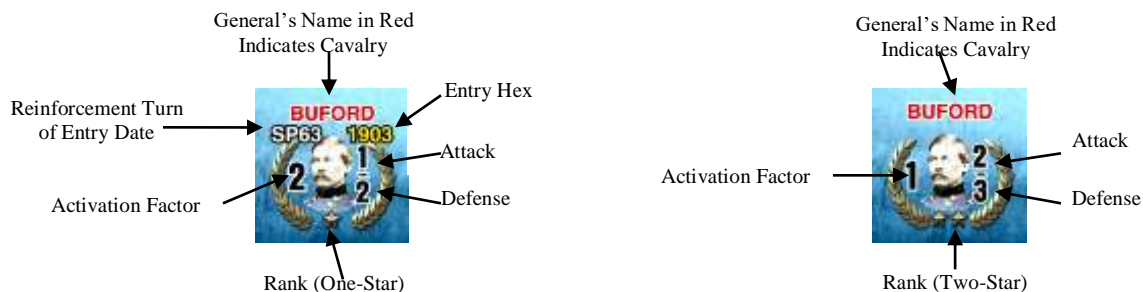 General’s Name in Red
Indicates Cavalry
Reinforcement Turn
of Entry Date
Entry Hex
BUFORD
SP63 1903
2
1
2
Attack
Activation Factor
Defense
Rank (One-Star)
General’s Name in Red
Indicates Cavalry
BUFORD
Activation Factor
1
2
3
Attack
Defense
Rank (Two-Star)